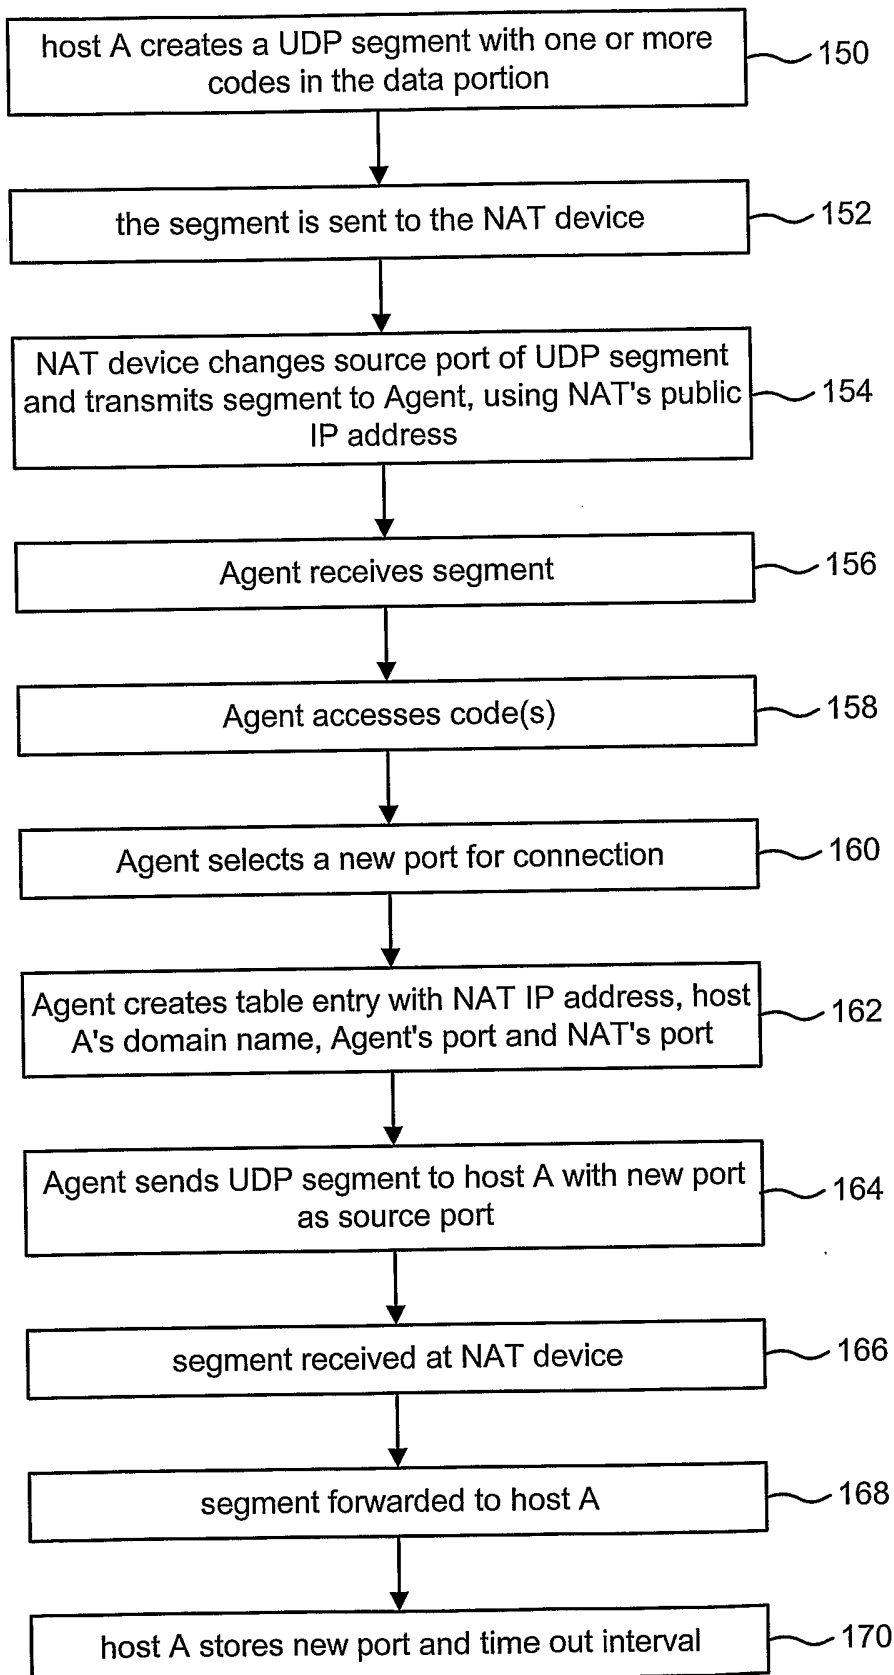 host A creates a UDP segment with one or more
codes in the data portion
150
the segment is sent to the NAT device
152
NAT device changes source port of UDP segment
and transmits segment to Agent, using NAT's public
IP address
154
Agent receives segment
156
Agent accesses code(s)
158
Agent selects a new port for connection
160
Agent creates table entry with NAT IP address, host
A's domain name, Agent's port and NAT's port
162
Agent sends UDP segment to host A with new port
as source port
164
segment received at NAT device
166
segment forwarded to host A
168
host A stores new port and time out interval
170